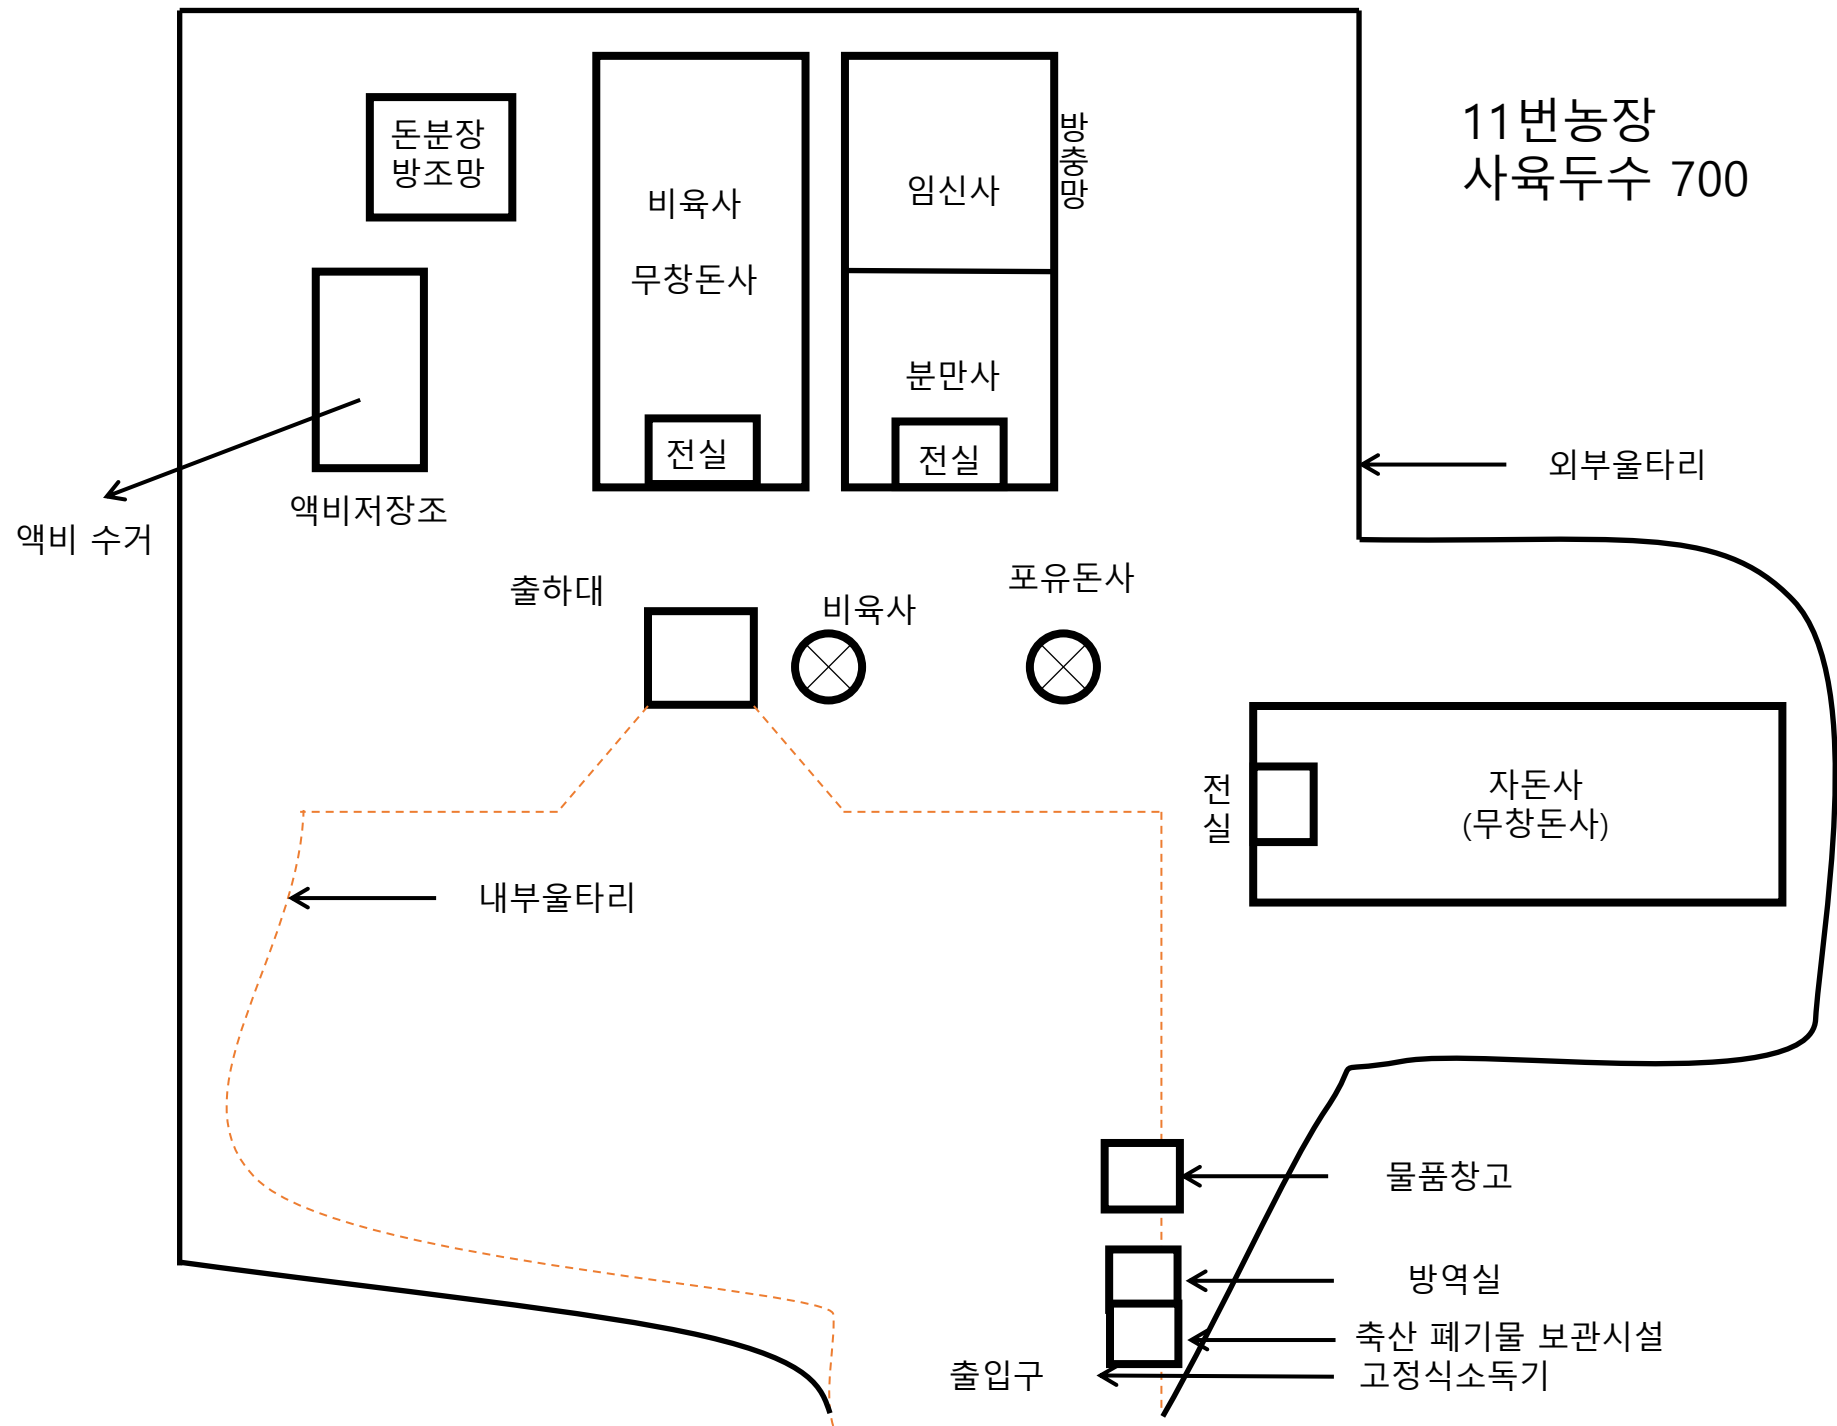 11번농장
사육두수 700
돈분장
방조망
비육사
무창돈사
전실
임신사
방충망
분만사
전실
외부울타리
액비저장조
액비 수거
출하대
비육사
포유돈사
전실
자돈사
(무창돈사)
내부울타리
물품창고
방역실
축산 폐기물 보관시설
출입구
고정식소독기